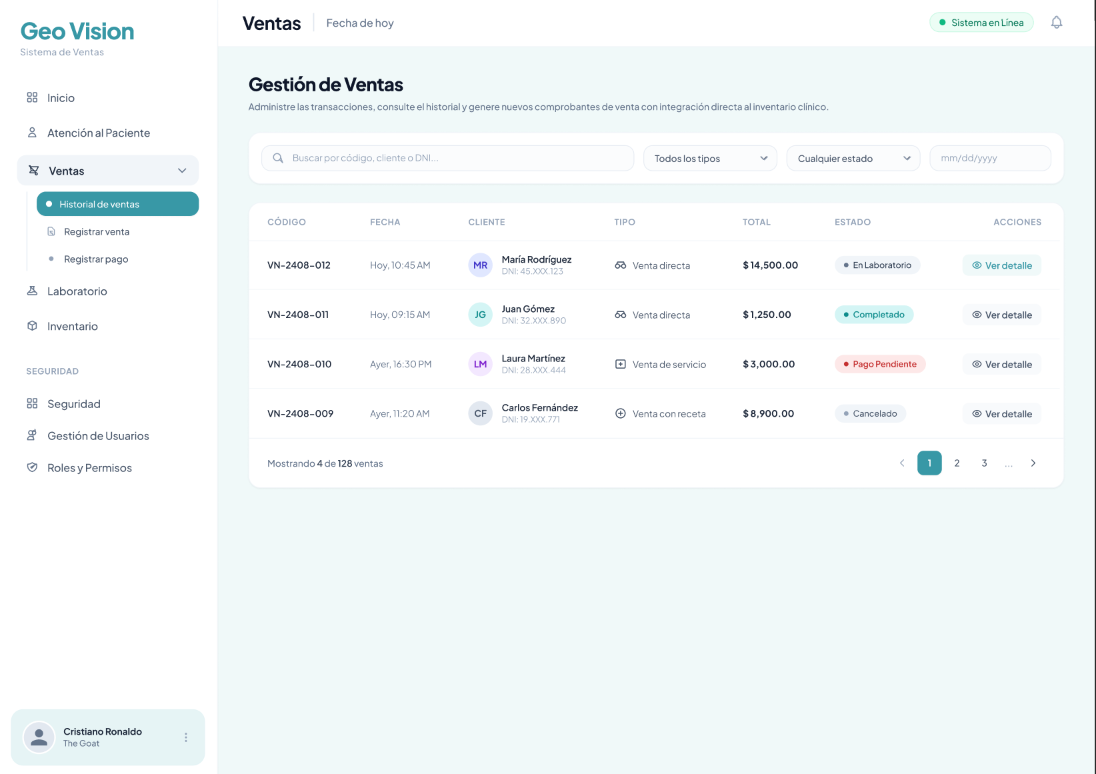 Geo Vision
Sistema de Ventas
Inicio
Atención al Paciente
Ventas
Historial de ventas
Registrar venta
Registrar pago
Laboratorio
Inventario
SEGURIDAD
Seguridad
Gestión de Usuarios
Roles y Permisos
Cristiano Ronaldo
The Goat
Ventas Fecha de hoy Sistema en Línea
Gestión de Ventas
Administre las transacciones, consulte el historial y genere nuevos comprobantes de venta con integración directa al inventario clínico.
Buscar por código, cliente o DNI... Todos los tipos Cualquier estado mm/dd/yyyy
CÓDIGO FECHA CLIENTE TIPO TOTAL ESTADO ACCIONES
VN-2408-012 Hoy, 10:45 AM MR María Rodríguez Venta directa $14,500.00 En Laboratorio Ver detalle
DNI: 45.XXX.123
VN-2408-011 Hoy, 09:15 AM JG Juan Gómez Venta directa $1,250.00 Completado Ver detalle
DNI: 32.XXX.890
VN-2408-010 Ayer, 16:30 PM LM Laura Martínez Venta de servicio $3,000.00 Pago Pendiente Ver detalle
DNI: 28.XXX.444
VN-2408-009 Ayer, 11:20 AM CF Carlos Fernández Venta con receta $8,900.00 Cancelado Ver detalle
DNI: 19.XXX.771
Mostrando 4 de 128 ventas 1 2 3 ...